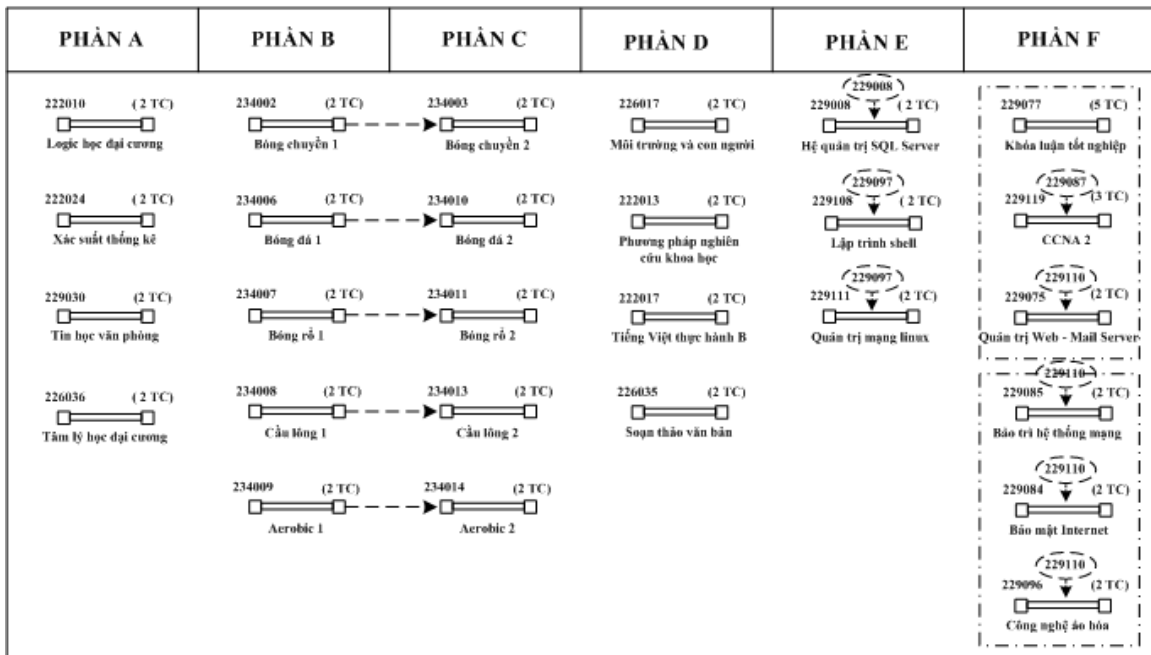 PHẦN A
PHẦN B
PHẦN C
PHẦN D
PHẦN E
PHẦN F
222010 ( 2 TC)
Logic học đại cương
222024 ( 2 TC)
Xác suất thống kê
229030 (2 TC)
Tin học văn phòng
226036 ( 2 TC)
Tâm lý học đại cương
234002 (2 TC)
Bóng chuyền 1
234006 (2 TC)
Bóng đá 1
234007 (2 TC)
Bóng rổ 1
234008 (2 TC)
Cầu lông 1
234009 (2 TC)
Aerobic 1
234003 (2 TC)
Bóng chuyền 2
234010 (2 TC)
Bóng đá 2
234011 (2 TC)
Bóng rổ 2
234013 (2 TC)
Cầu lông 2
234014 (2 TC)
Aerobic 2
226017 (2 TC)
Môi trường và con người
222013 (2 TC)
Phương pháp nghiên
cứu khoa học
222017 (2 TC)
Tiếng Việt thực hành B
226035 (2 TC)
Soạn thảo văn bản
229008
229008 ( 2 TC)
Hệ quản trị SQL Server
229097
229108 ( 2 TC)
Lập trình shell
229097
229111 (2 TC)
Quản trị mạng linux
229077 (5 TC)
Khóa luận tốt nghiệp
229087
229119 (3 TC)
CCNA 2
229110
229075 (2 TC)
Quản trị Web - Mail Server
229110
229085 (2 TC)
Bảo trì hệ thống mạng
229110
229084 (2 TC)
Bảo mật Internet
229110
229096 (2 TC)
Công nghệ ảo hóa